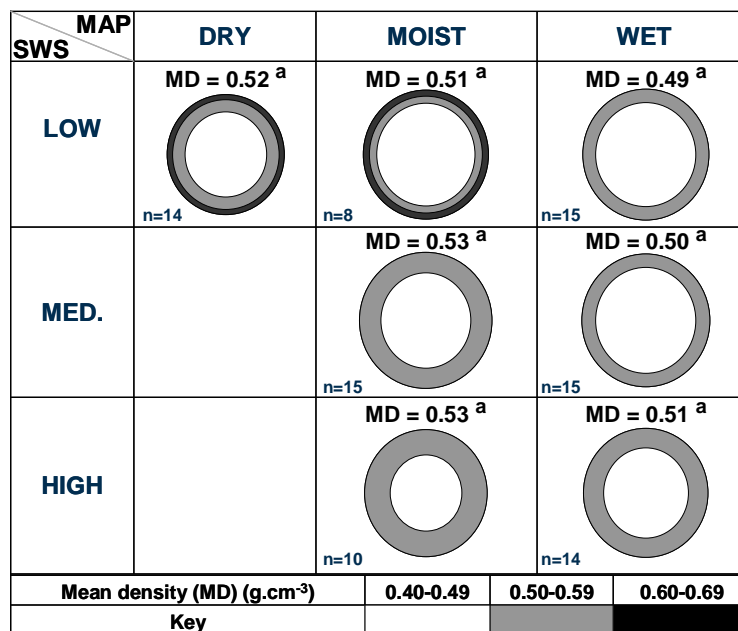 MAP
SWS
DRY
MOIST
WET
LOW
MD = 0.52 a
n=14
MD = 0.51 a
n=8
MD = 0.49 a
n=15
MED.
MD = 0.53 a
n=15
MD = 0.50 a
n=15
HIGH
MD = 0.53 a
n=10
MD = 0.51 a
n=14
Mean density (MD) (g.cm-3) 0.40-0.49 0.50-0.59 0.60-0.69
Key